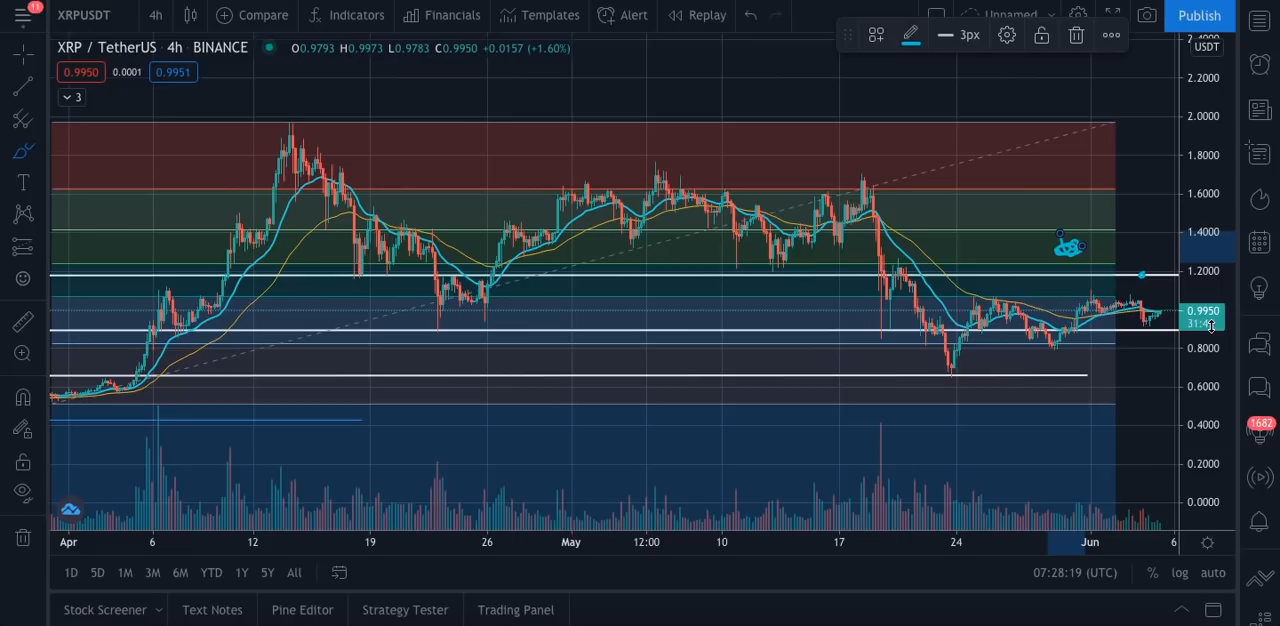 11
XRPUSDT 4h Compare Indicators Financials Templates Alert Replay Unnamed Publish
3px
XRP / TetherUS · 4h · BINANCE O0.9793 H0.9973 L0.9783 C0.9950 +0.0157 (+1.60%)
0.9950 0.0001 0.9951
3
USDT
2.4000
2.2000
2.0000
1.8000
1.6000
1.4000
1.2000
0.9950
0.8000
0.6000
0.4000
0.2000
0.0000
1682
Apr 6 12 19 26 May 12:00 10 17 24 Jun 6
1D 5D 1M 3M 6M YTD 1Y 5Y All 07:28:19 (UTC) % log auto
Stock Screener Text Notes Pine Editor Strategy Tester Trading Panel